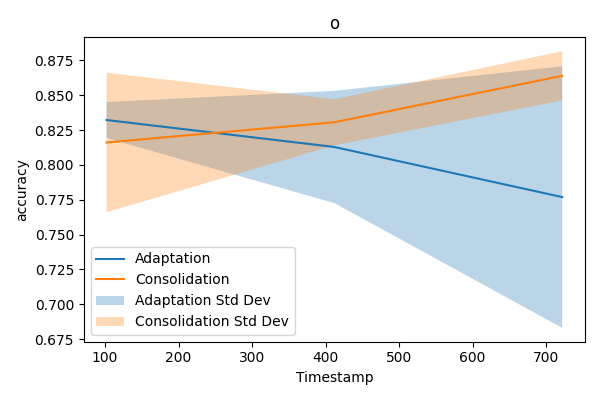 o
accuracy
0.875
0.850
0.825
0.800
0.775
0.750
0.725
0.700
0.675
Adaptation
Consolidation
Adaptation Std Dev
Consolidation Std Dev
100 200 300 400 500 600 700
Timestamp